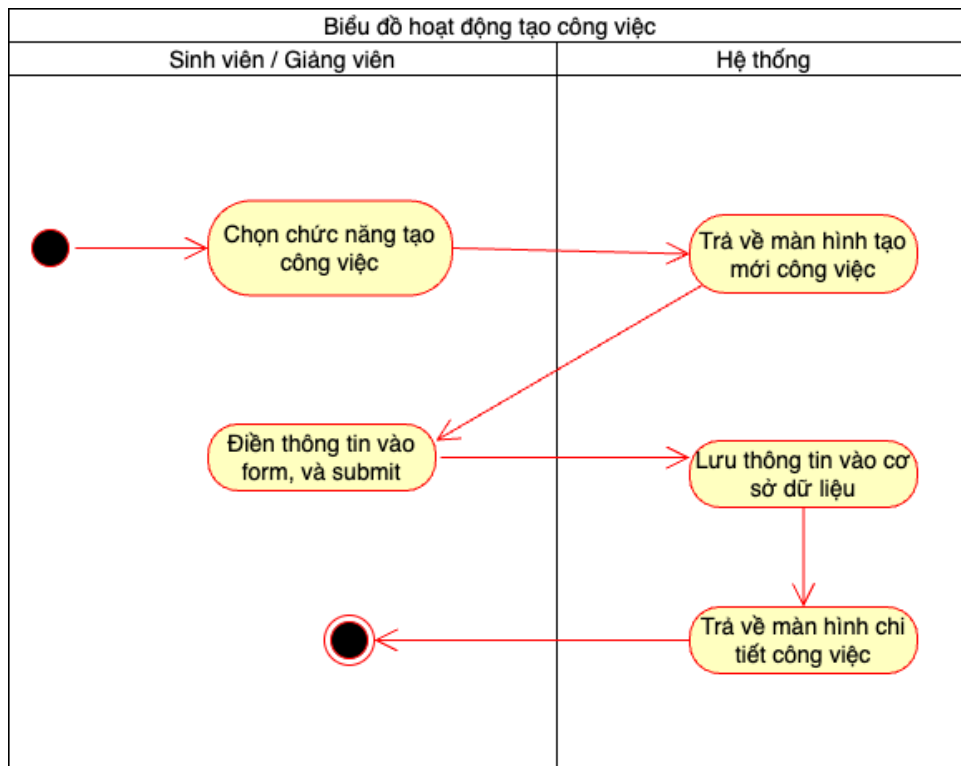 Biểu đồ hoạt động tạo công việc
Sinh viên / Giảng viên
Hệ thống
Chọn chức năng tạo
công việc
Trả về màn hình tạo
mới công việc
Điền thông tin vào
form, và submit
Lưu thông tin vào cơ
sở dữ liệu
Trả về màn hình chi
tiết công việc